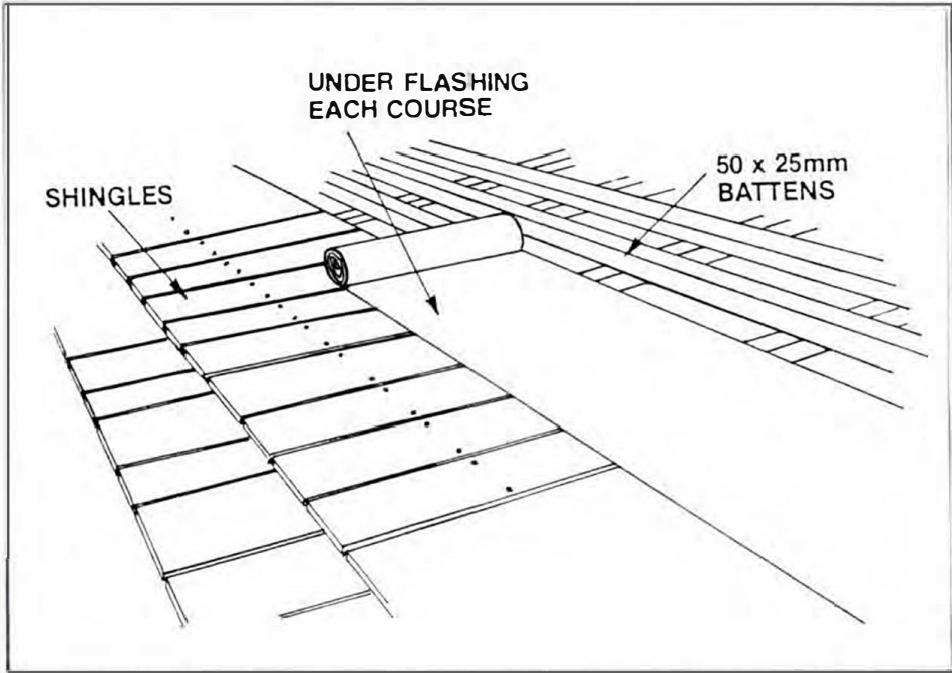 UNDER FLASHING
EACH COURSE
SHINGLES
50 x 25mm
BATTENS